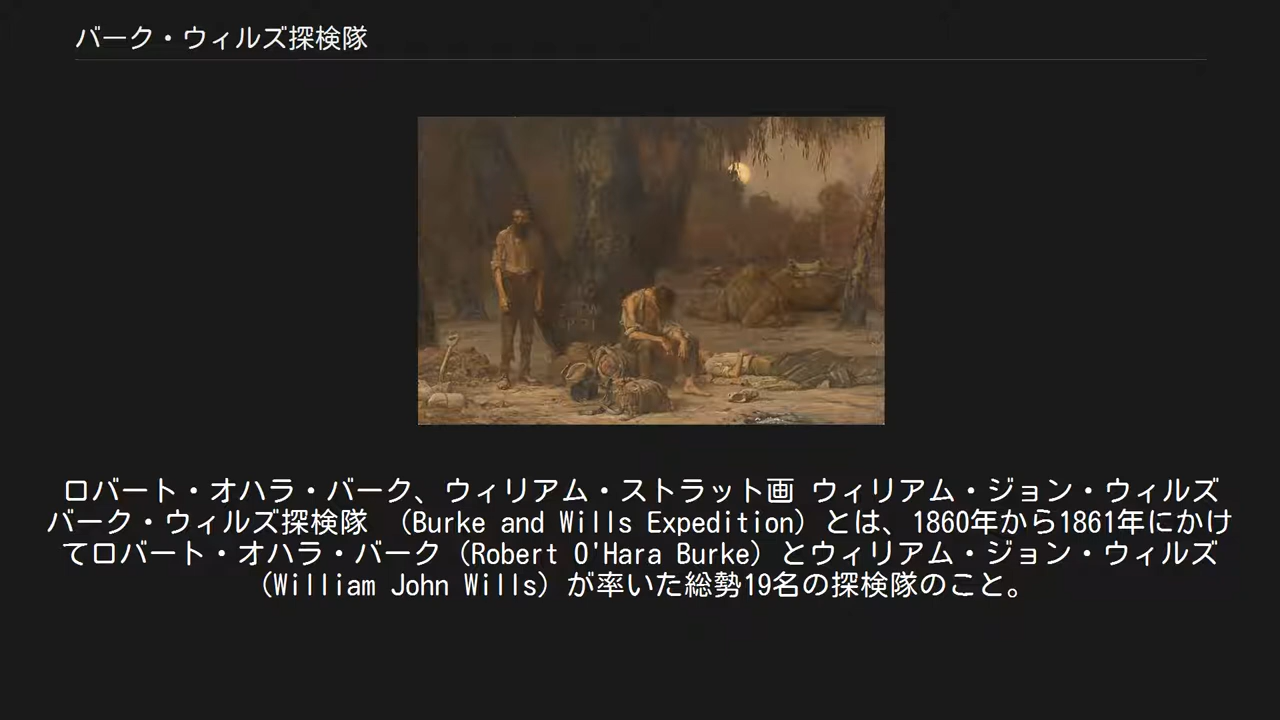 バーク・ウィルズ探検隊
ロバート・オハラ・バーク、ウィリアム・ストラット画 ウィリアム・ジョン・ウィルズ
バーク・ウィルズ探検隊 （Burke and Wills Expedition）とは、1860年から1861年にかけ
てロバート・オハラ・バーク（Robert O'Hara Burke）とウィリアム・ジョン・ウィルズ
（William John Wills）が率いた総勢19名の探検隊のこと。